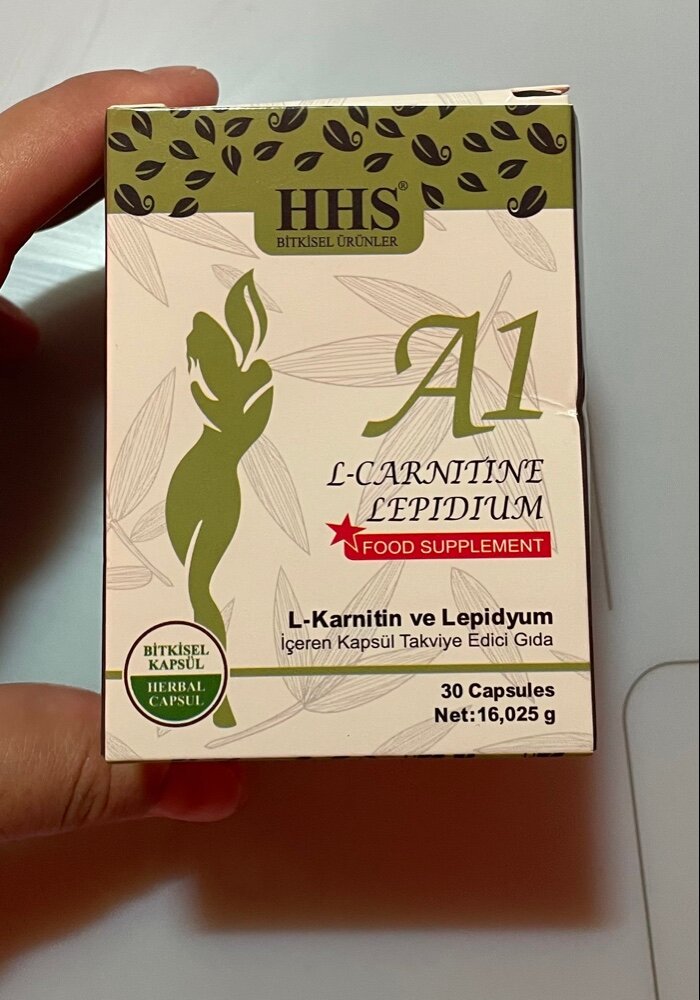 HHS®
BİTKİSEL ÜRÜNLER
A1
L-CARNITINE
LEPIDIUM
FOOD SUPPLEMENT
L-Karnitin ve Lepidyum
İçeren Kapsül Takviye Edici Gıda
BİTKİSEL
KAPSÜL
HERBAL
CAPSUL
30 Capsules
Net:16,025 g